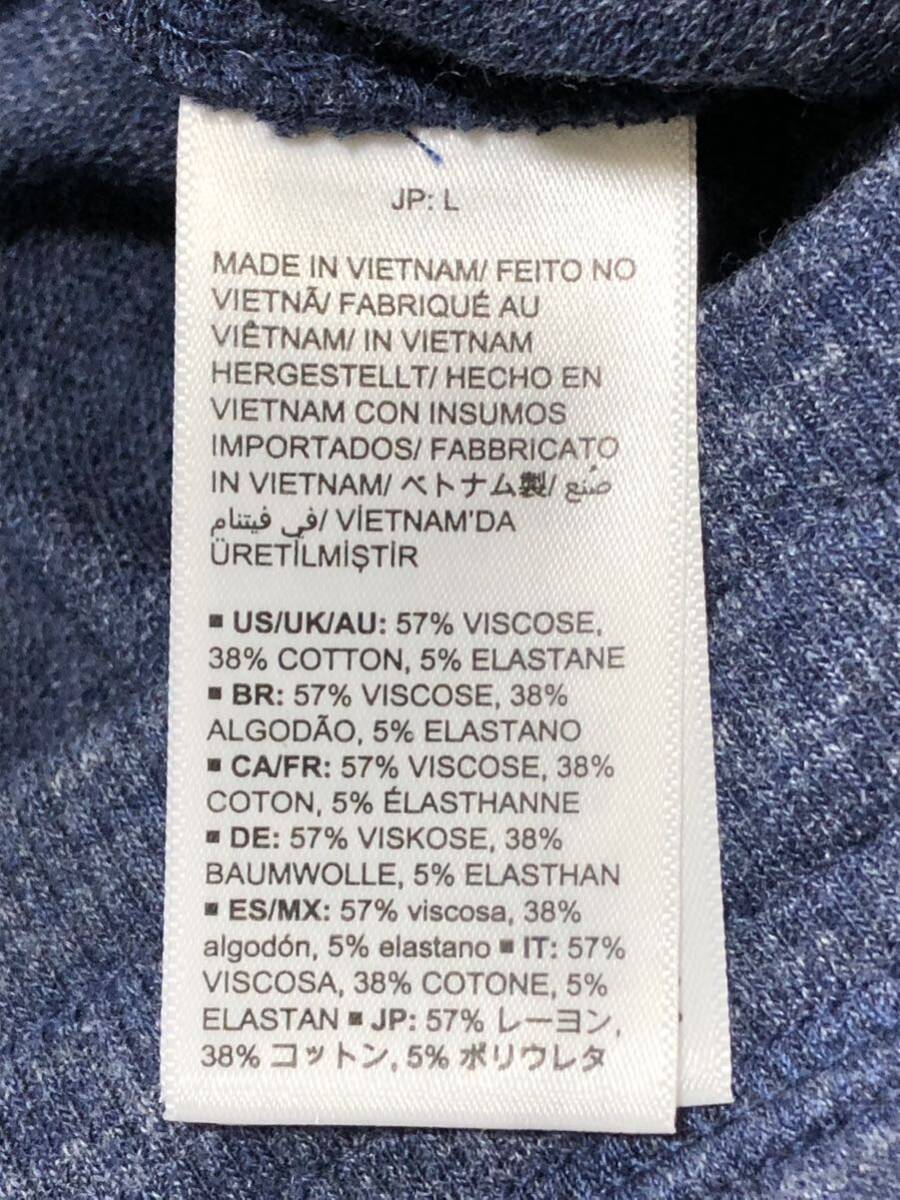 JP: L
MADE IN VIETNAM/ FEITO NO
VIETNÃ/ FABRIQUÉ AU
VIÊTNAM/ IN VIETNAM
HERGESTELLT/ HECHO EN
VIETNAM CON INSUMOS
IMPORTADOS/ FABBRICATO
IN VIETNAM/ ベトナム製/ صُنع
في فيتنام/ VİETNAM'DA
ÜRETİLMİŞTİR
▪ US/UK/AU: 57% VISCOSE,
38% COTTON, 5% ELASTANE
▪ BR: 57% VISCOSE, 38%
ALGODÃO, 5% ELASTANO
▪ CA/FR: 57% VISCOSE, 38%
COTON, 5% ÉLASTHANNE
▪ DE: 57% VISKOSE, 38%
BAUMWOLLE, 5% ELASTHAN
▪ ES/MX: 57% viscosa, 38%
algodón, 5% elastano ▪ IT: 57%
VISCOSA, 38% COTONE, 5%
ELASTAN ▪ JP: 57% レーヨン,
38% コットン, 5% ポリウレタ